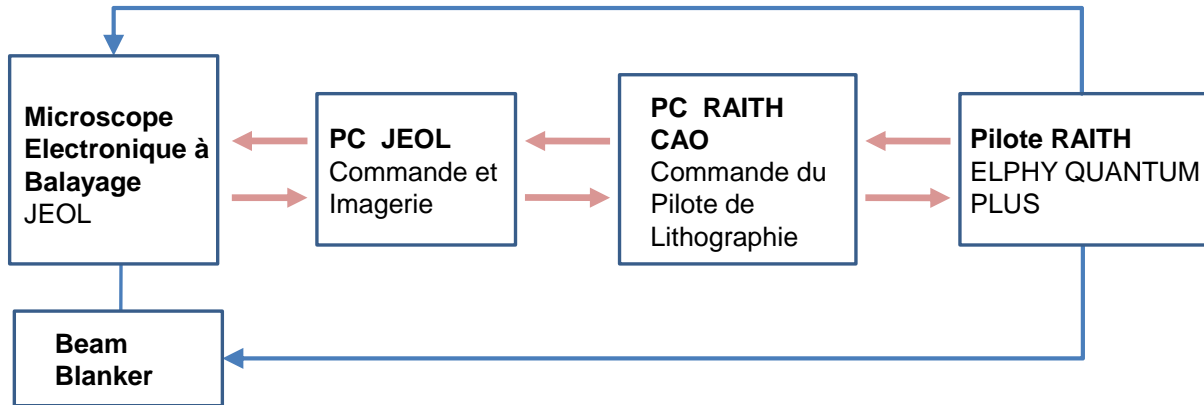 Microscope
Electronique à
Balayage
JEOL
PC JEOL
Commande et
Imagerie
PC RAITH
CAO
Commande du
Pilote de
Lithographie
Pilote RAITH
ELPHY QUANTUM
PLUS
Beam
Blanker